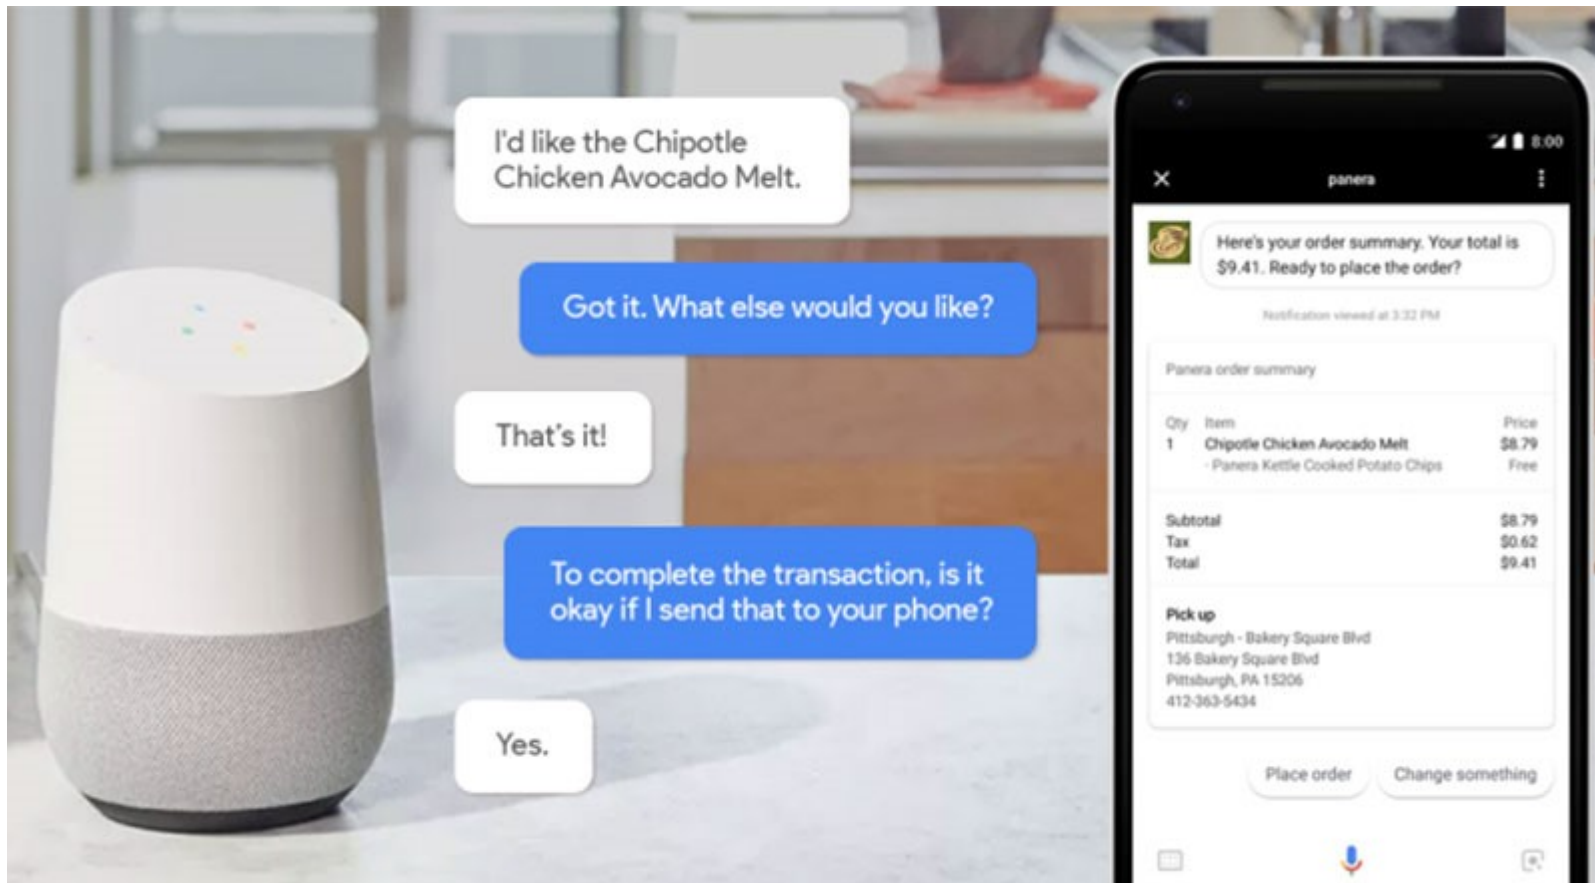 I'd like the Chipotle
Chicken Avocado Melt.
Got it. What else would you like?
That's it!
To complete the transaction, is it
okay if I send that to your phone?
Yes.
8:00
panera
Here's your order summary. Your total is
$9.41. Ready to place the order?
Notification viewed at 3:32 PM
Panera order summary
Qty Item Price
1 Chipotle Chicken Avocado Melt $8.79
- Panera Kettle Cooked Potato Chips Free
Subtotal $8.79
Tax $0.62
Total $9.41
Pick up
Pittsburgh - Bakery Square Blvd
136 Bakery Square Blvd
Pittsburgh, PA 15206
412-363-5434
Place order Change something